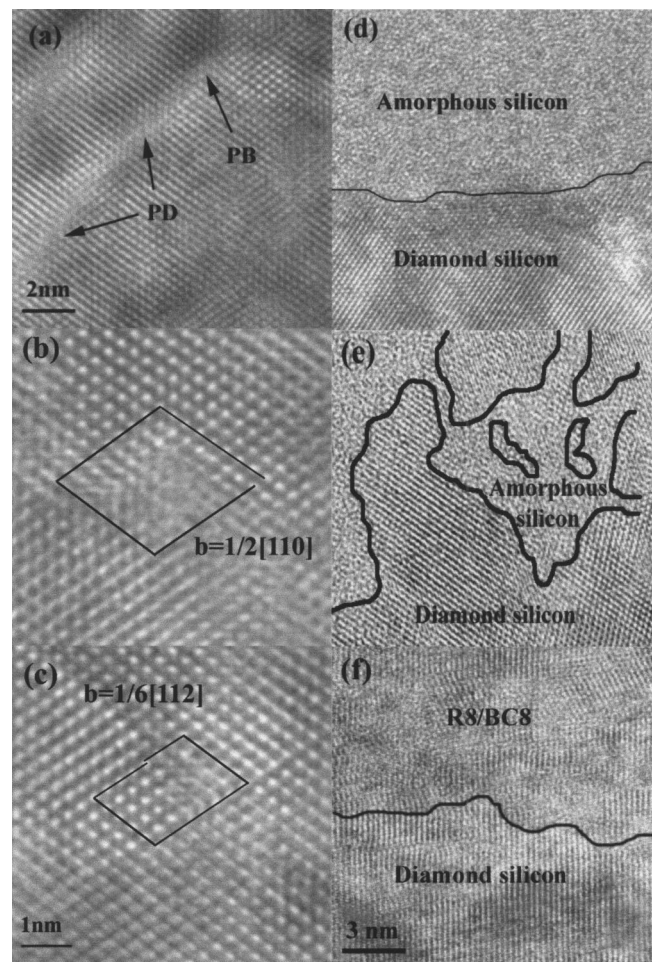 (a)
PB
PD
2nm
(b)
b=1/2[110]
(c)
b=1/6[112]
1nm
(d)
Amorphous silicon
Diamond silicon
(e)
Amorphous
silicon
Diamond silicon
(f)
R8/BC8
Diamond silicon
3 nm